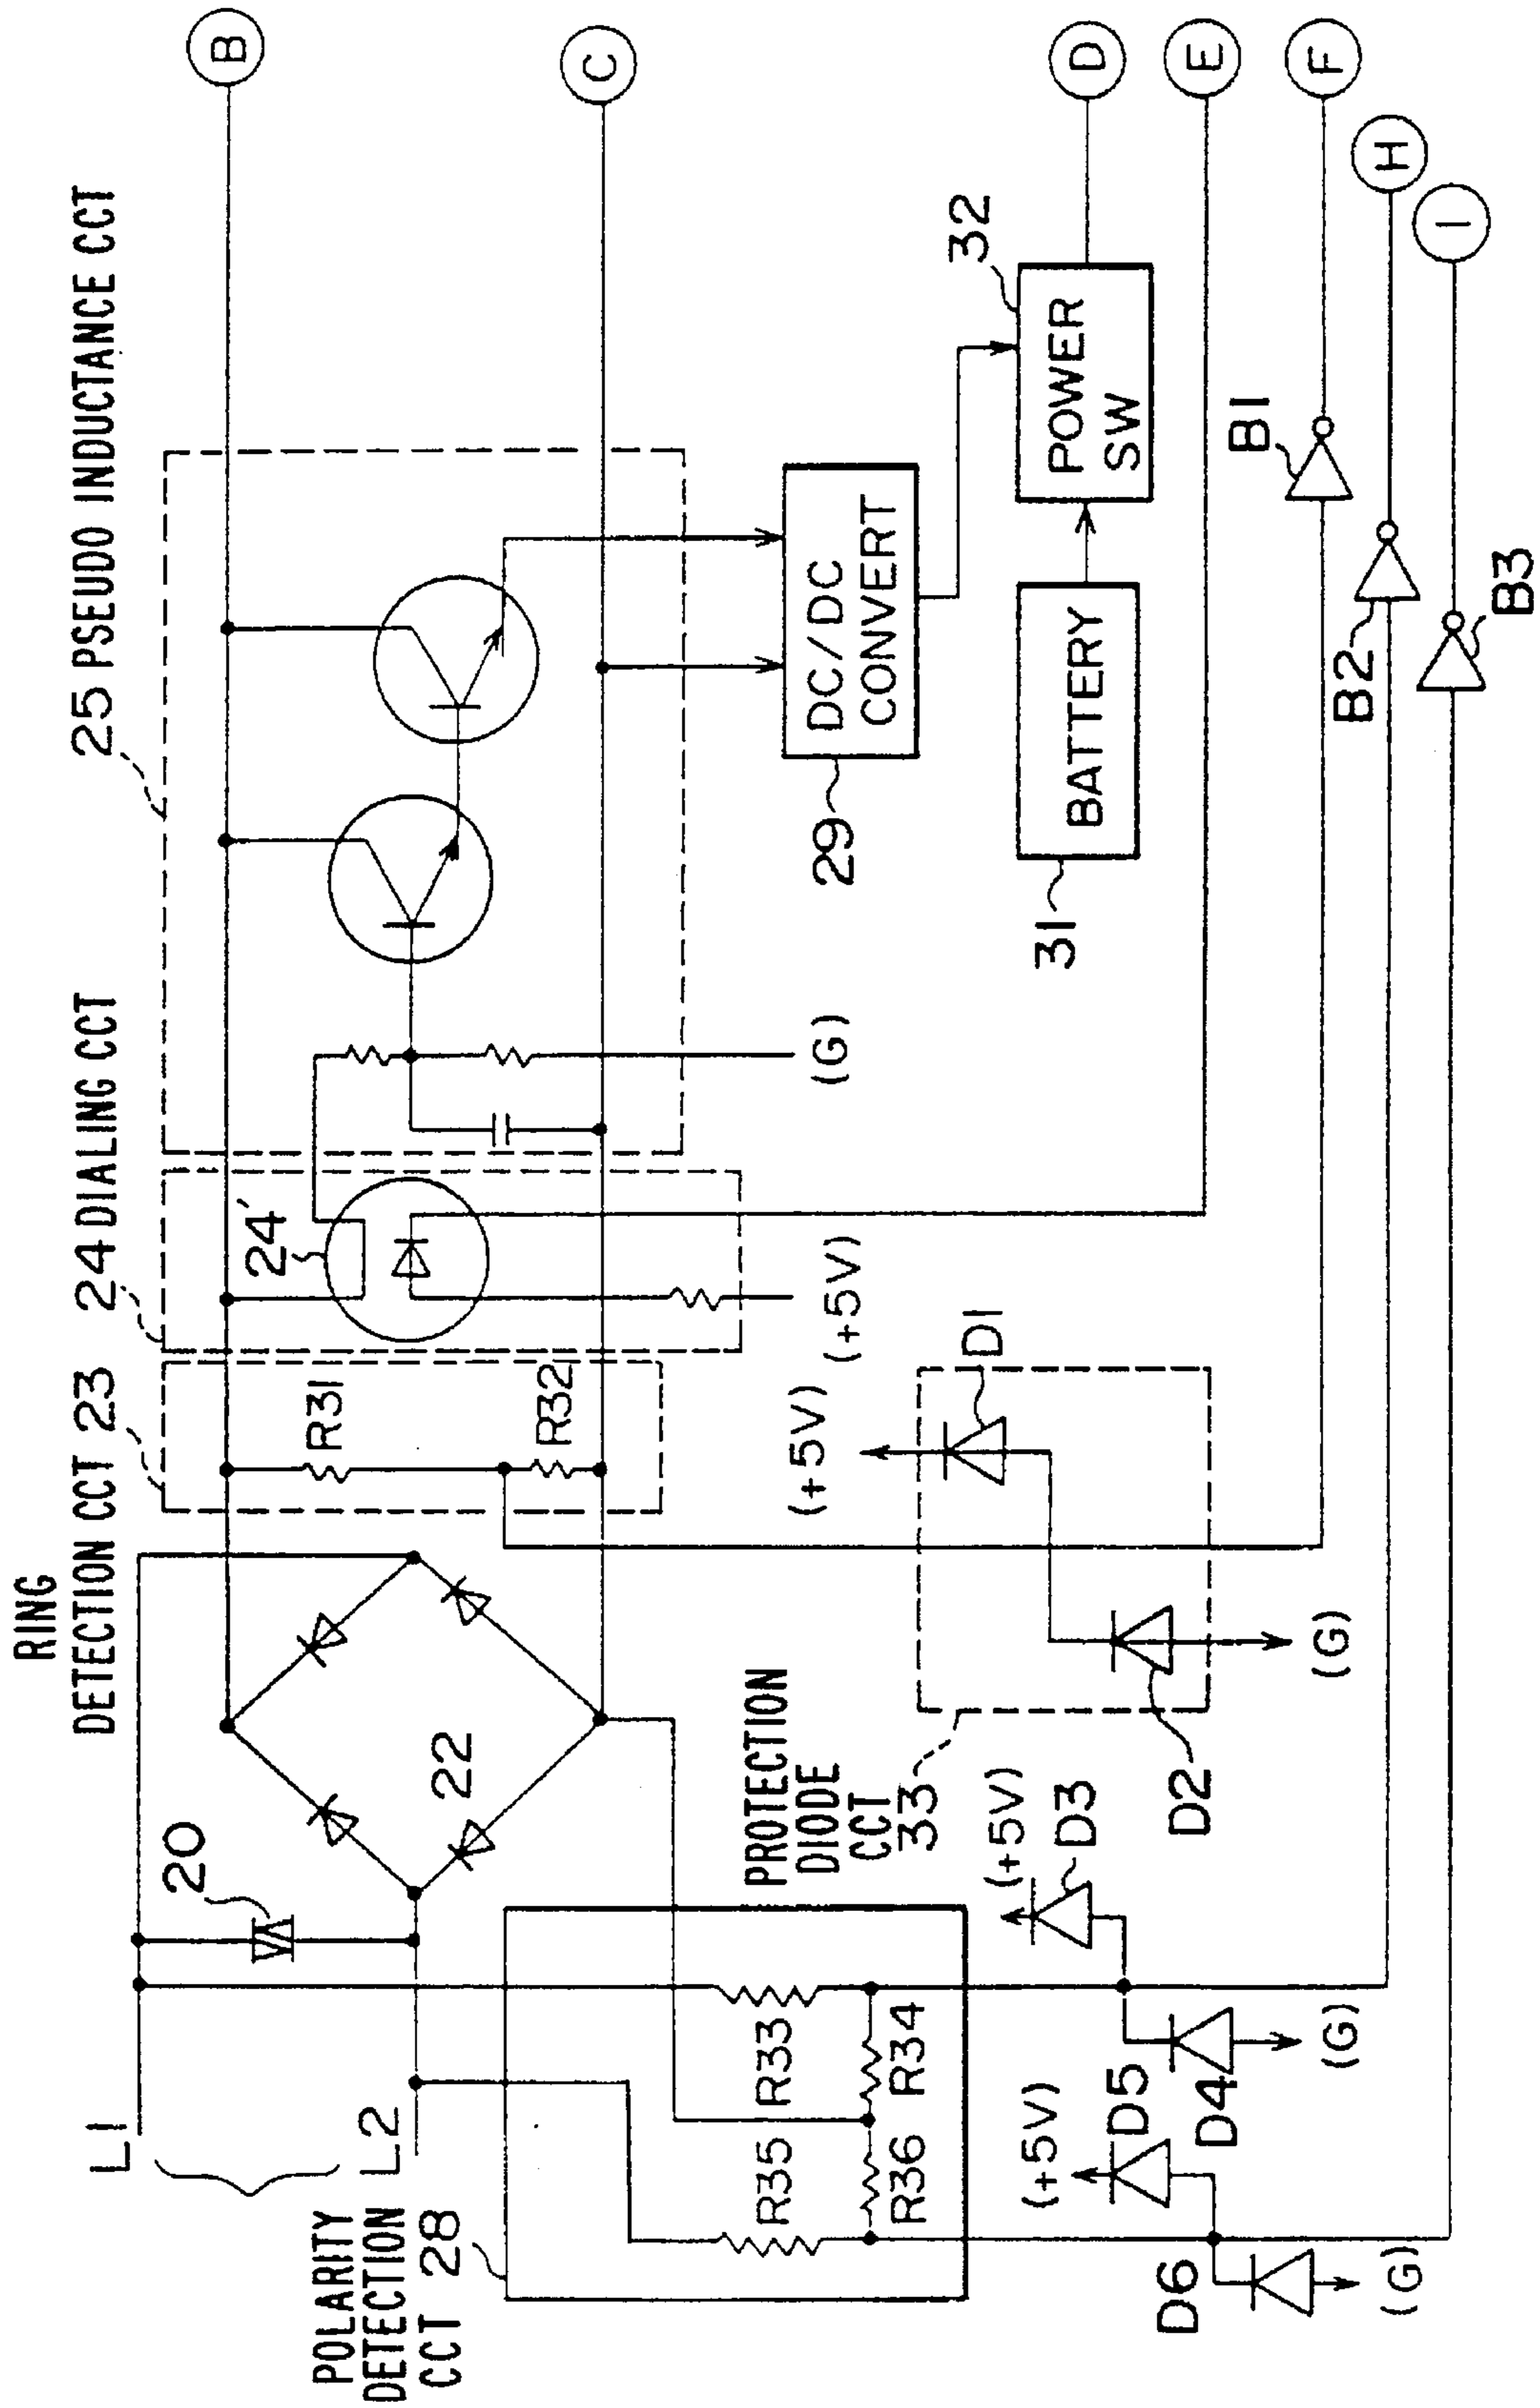 L1
L2
POLARITY
DETECTION
CCT 28
20
22
RING
DETECTION CCT 23
24 DIALING CCT
25 PSEUDO INDUCTANCE CCT
B
C
D
E
F
H
I
R31
R32
24'
(+5V)
(G)
DC/DC
CONVERT
29
BATTERY
31
POWER
SW
32
B1
B2
B3
PROTECTION
DIODE
CCT
33
(+5V)
D1
D2
(G)
R33
R34
R35
R36
(+5V)
D3
D4
(G)
(+5V)
D5
D6
(G)